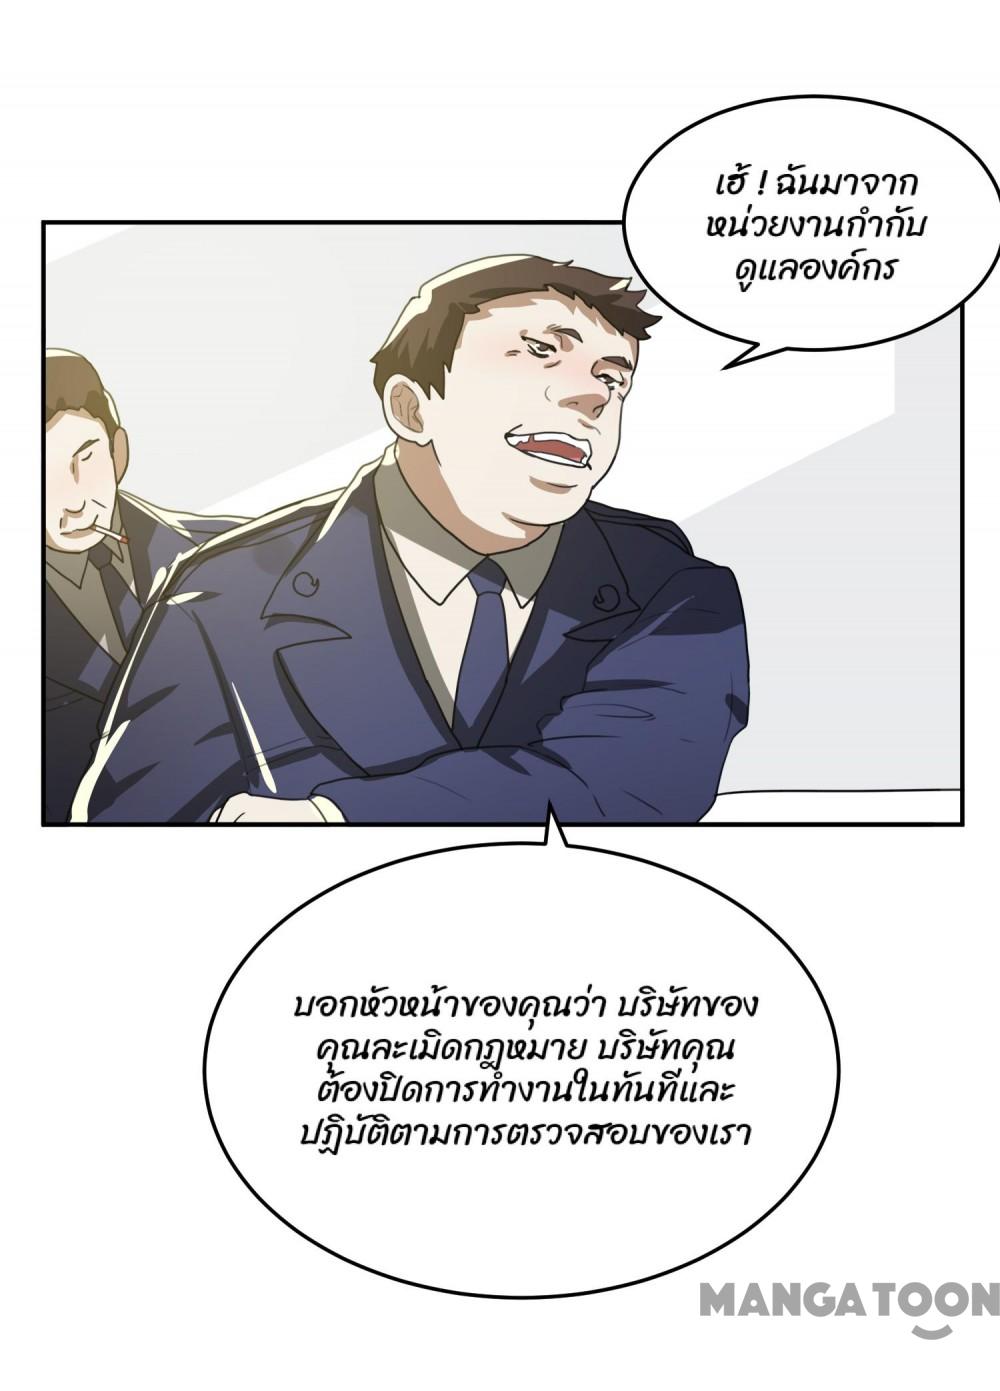 เฮ้ ! ฉันมาจาก
หน่วยงานกำกับ
ดูแลองค์กร
บอกหัวหน้าของคุณว่า บริษัทของ
คุณละเมิดกฎหมาย บริษัทคุณ
ต้องปิดการทำงานในทันทีและ
ปฏิบัติตามการตรวจสอบของเรา
MANGATOON